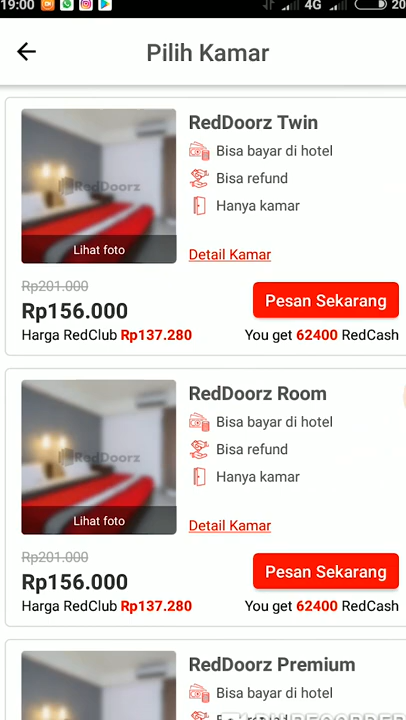 19:00
4G
20
Pilih Kamar
RedDoorz Twin
RedDoorz
Bisa bayar di hotel
Bisa refund
Hanya kamar
Lihat foto
Detail Kamar
Rp201.000
Rp156.000
Pesan Sekarang
Harga RedClub Rp137.280
You get 62400 RedCash
RedDoorz Room
RedDoorz
Bisa bayar di hotel
Bisa refund
Hanya kamar
Lihat foto
Detail Kamar
Rp201.000
Rp156.000
Pesan Sekarang
Harga RedClub Rp137.280
You get 62400 RedCash
RedDoorz Premium
Bisa bayar di hotel